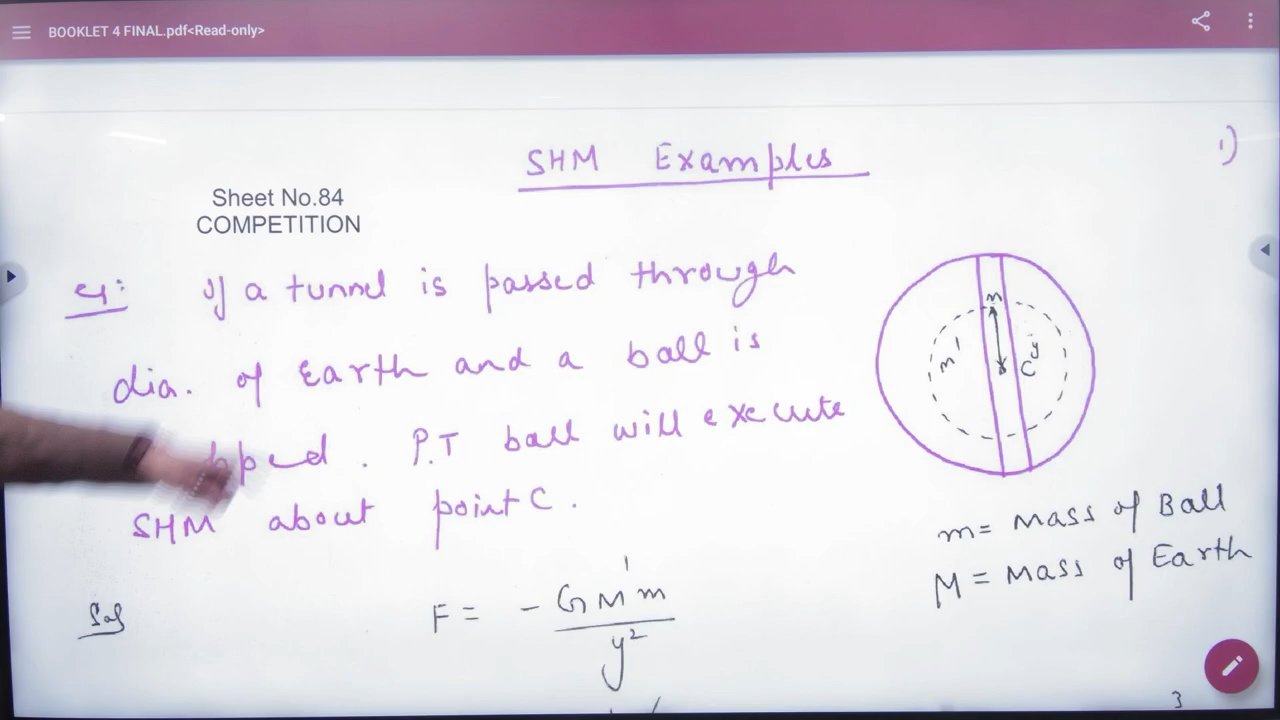 BOOKLET 4 FINAL.pdf<Read-only>
SHM Examples
1)
Sheet No.84
COMPETITION
eg: If a tunnel is passed through
dia. of Earth and a ball is
pped. P.T ball will execute
SHM about point C.
m
m'
y
C
m = Mass of Ball
M = Mass of Earth
Sol
F = - GM'm
y²
3